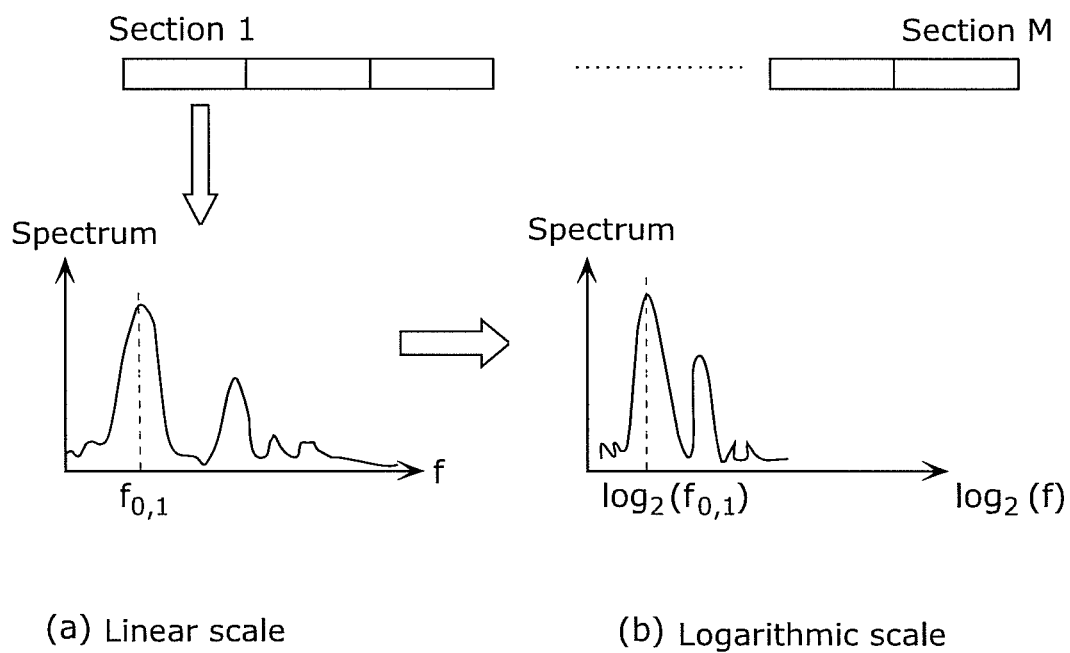 Section 1
Section M
Spectrum
Spectrum
f
f0,1
log2(f0,1)
log2(f)
(a) Linear scale
(b) Logarithmic scale